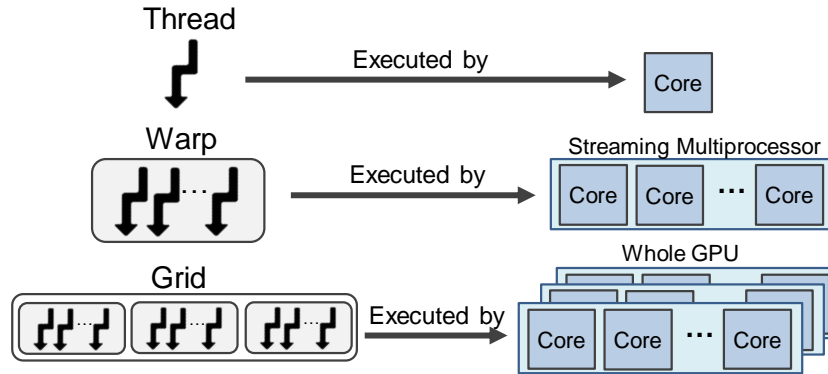 Thread
Executed by
Core
Warp
Streaming Multiprocessor
Executed by
Core Core ... Core
Grid
Whole GPU
Executed by
Core Core ... Core